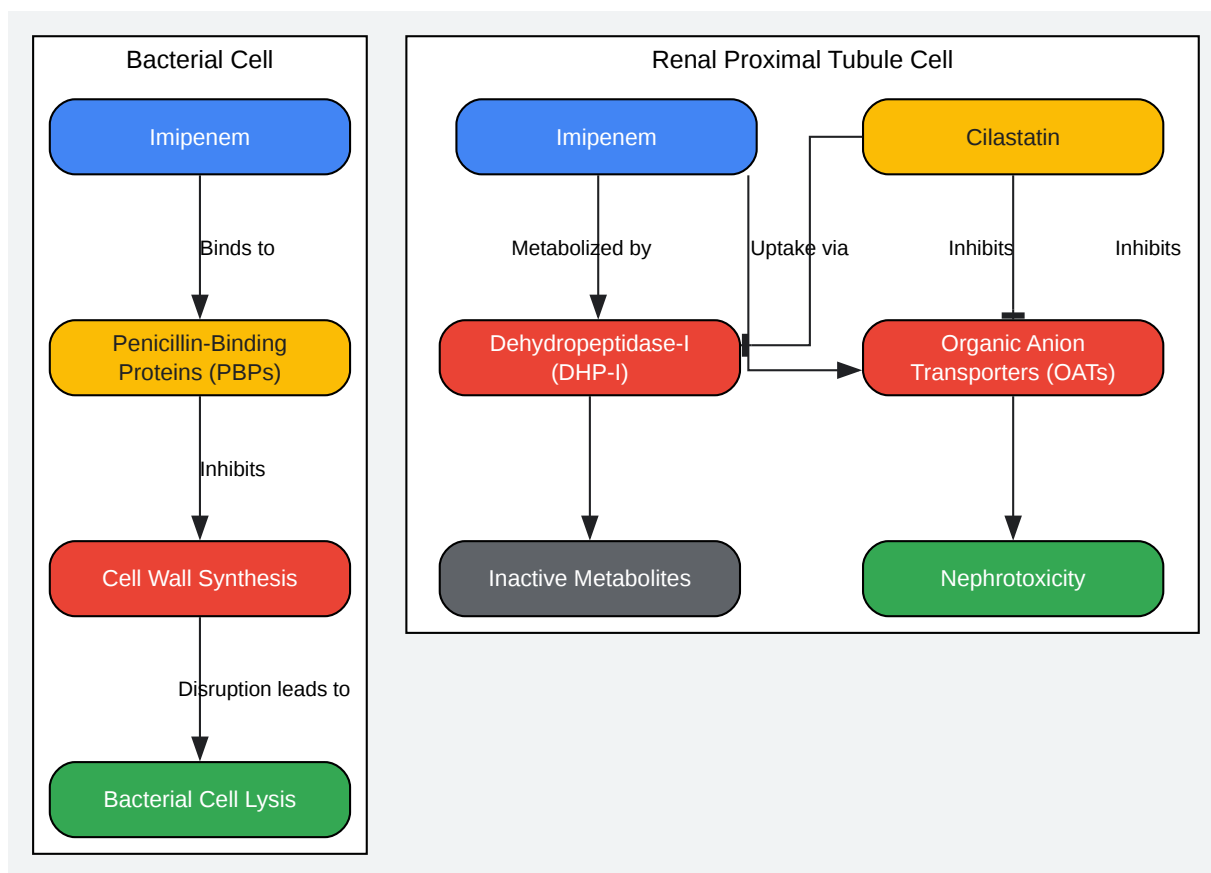 Bacterial Cell
Imipenem
Binds to
Penicillin-Binding
Proteins (PBPs)
Inhibits
Cell Wall Synthesis
Disruption leads to
Bacterial Cell Lysis
Renal Proximal Tubule Cell
Imipenem
Cilastatin
Metabolized by
Uptake via
Inhibits
Inhibits
Dehydropeptidase-I
(DHP-I)
Organic Anion
Transporters (OATs)
Inactive Metabolites
Nephrotoxicity